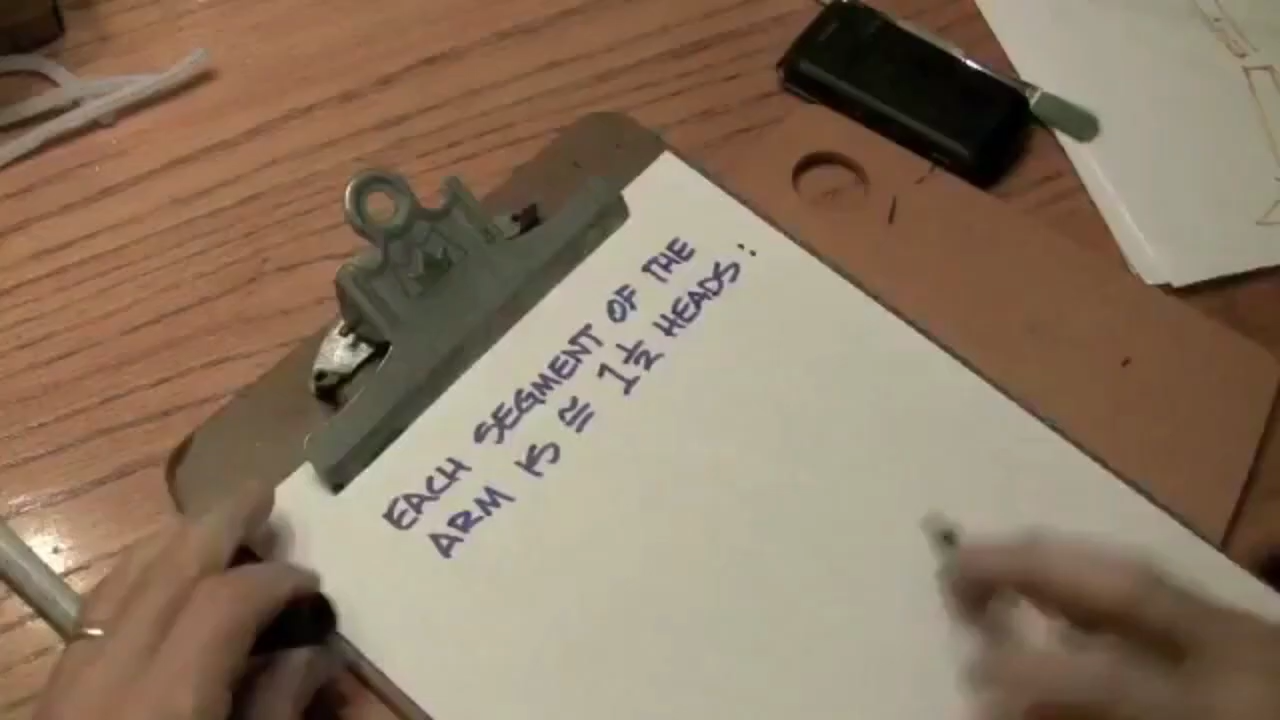 EACH SEGMENT OF THE
ARM IS ≅ 1½ HEADS: